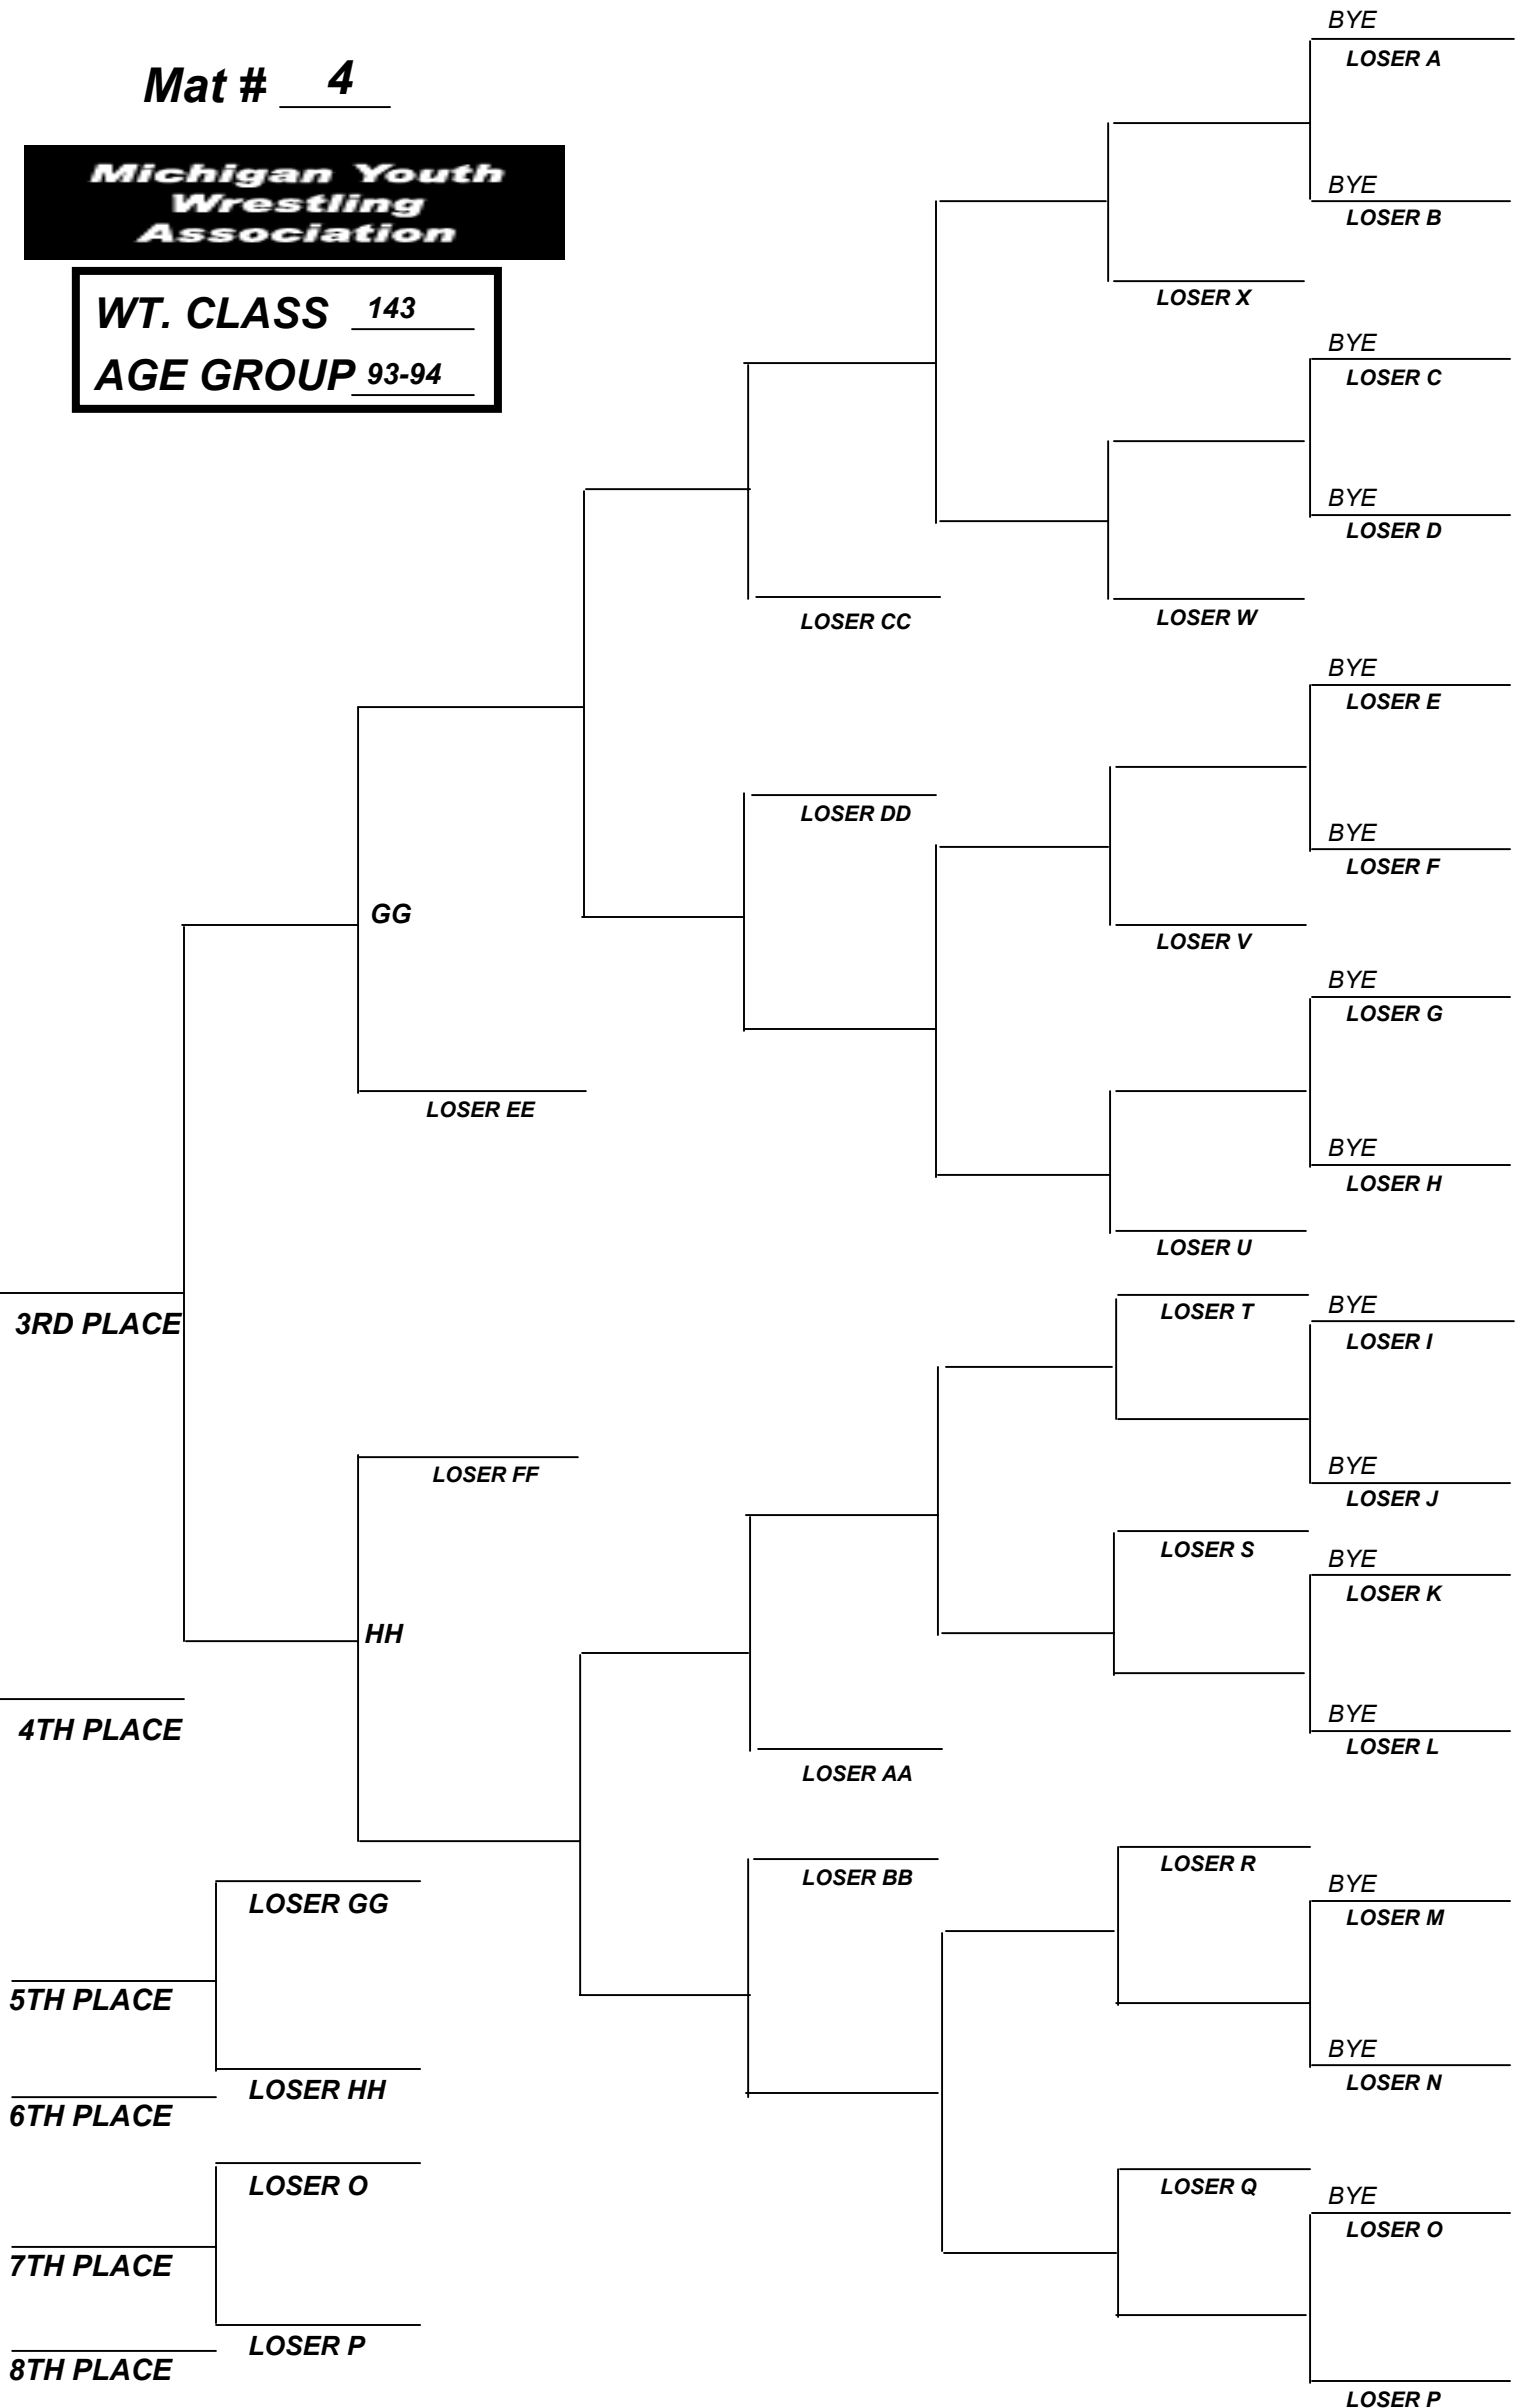 Mat # 4
Michigan Youth
Wrestling
Association
WT. CLASS 143
AGE GROUP 93-94
BYE
LOSER A
BYE
LOSER B
LOSER X
BYE
LOSER C
BYE
LOSER D
LOSER CC
LOSER W
BYE
LOSER E
LOSER DD
BYE
LOSER F
GG
LOSER V
BYE
LOSER G
LOSER EE
BYE
LOSER H
LOSER U
3RD PLACE
LOSER T
BYE
LOSER I
LOSER FF
BYE
LOSER J
LOSER S
BYE
LOSER K
HH
4TH PLACE
BYE
LOSER L
LOSER AA
LOSER GG
LOSER BB
LOSER R
BYE
LOSER M
5TH PLACE
BYE
LOSER N
LOSER HH
6TH PLACE
LOSER O
LOSER Q
BYE
LOSER O
7TH PLACE
LOSER P
8TH PLACE
LOSER P